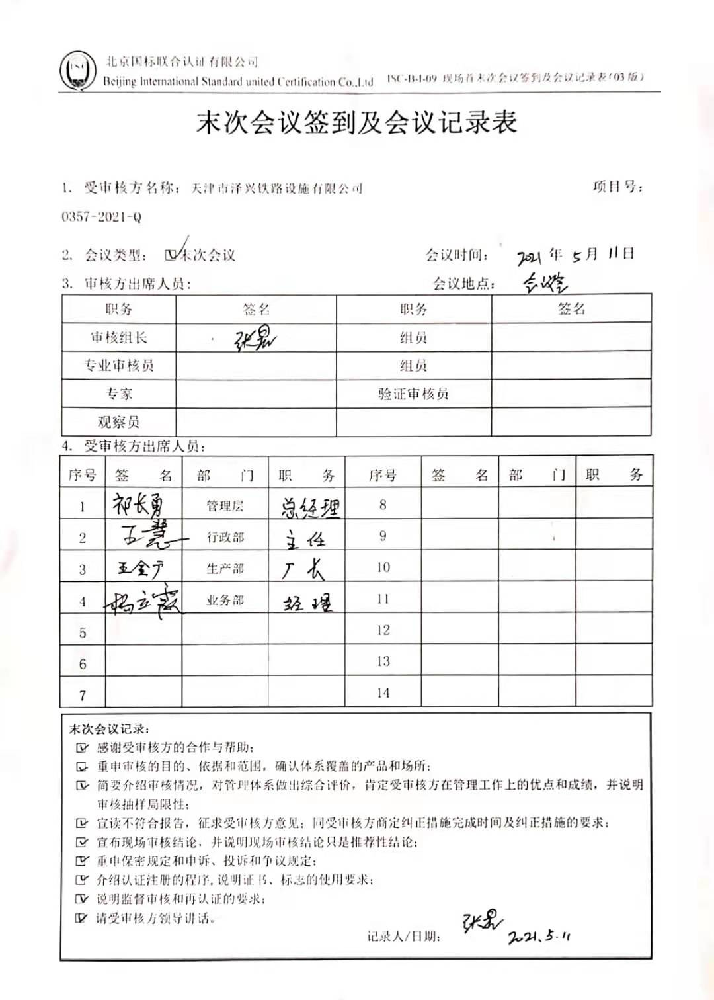 北京国标联合认证有限公司
Beijing International Standard united Certification Co.,Ltd ISC-B-I-09 现场首末次会议签到及会议记录表(03版)
末次会议签到及会议记录表
1. 受审核方名称：天津市泽兴铁路设施有限公司 项目号：
0357-2021-Q
2. 会议类型： ☑末次会议 会议时间： 2021 年 5 月 11 日
3. 审核方出席人员： 会议地点： 会议室
职务 签名 职务 签名
审核组长 张 组员
专业审核员 组员
专家 验证审核员
观察员
4. 受审核方出席人员：
序号 签 名 部 门 职 务 序号 签 名 部 门 职 务
1 祁长勇 管理层 总经理 8
2 王慧 行政部 主任 9
3 王金 生产部 厂长 10
4 杨立霞 业务部 经理 11
5 12
6 13
7 14
末次会议记录：
☑ 感谢受审核方的合作与帮助；
☑ 重申审核的目的、依据和范围，确认体系覆盖的产品和场所；
☑ 简要介绍审核情况，对管理体系做出综合评价，肯定受审核方在管理工作上的优点和成绩，并说明
审核抽样局限性；
☑ 宣读不符合报告，征求受审核方意见；同受审核方商定纠正措施完成时间及纠正措施的要求；
☑ 宣布现场审核结论，并说明现场审核结论只是推荐性结论；
☑ 重申保密规定和申诉、投诉和争议规定；
☑ 介绍认证注册的程序,说明证书、标志的使用要求；
☑ 说明监督审核和再认证的要求；
☑ 请受审核方领导讲话。
记录人/日期： 张 2021.5.11